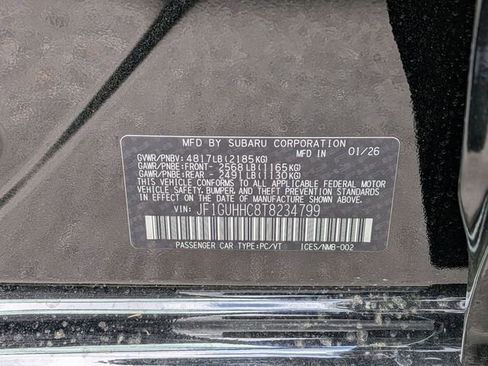 MFD BY SUBARU CORPORATION
MFD IN 01/26
GVWR/PNBV: 4817LB(2185KG)
GAWR/PNBE:FRONT- 2568LB(1165KG)
GAWR/PNBE:REAR - 2491LB(1130KG)
THIS VEHICLE CONFORMS TO ALL APPLICABLE FEDERAL MOTOR
VEHICLE SAFETY, BUMPER, AND THEFT PREVENTION STANDARDS
IN EFFECT ON THE DATE OF MANUFACTURE SHOWN ABOVE.
VIN: JF1GUHHC8T8234799
PASSENGER CAR TYPE:PC/VT ICES/NMB-002